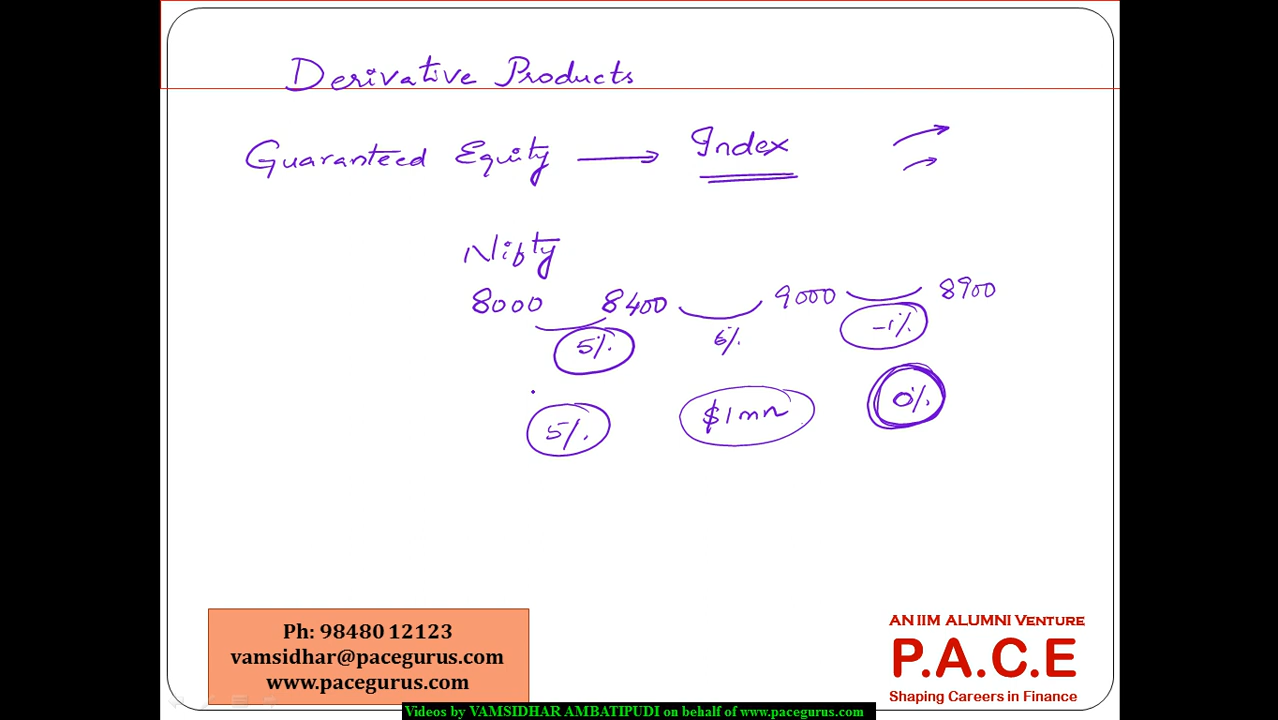 Derivative Products
Guaranteed Equity → Index
Nifty
8000 8400 9000 8900
5% 6% -1%
5% $1mn 0%
Ph: 98480 12123
vamsidhar@pacegurus.com
www.pacegurus.com
AN IIM ALUMNI VENTURE
P.A.C.E
Shaping Careers in Finance
Videos by VAMSIDHAR AMBATIPUDI on behalf of www.pacegurus.com